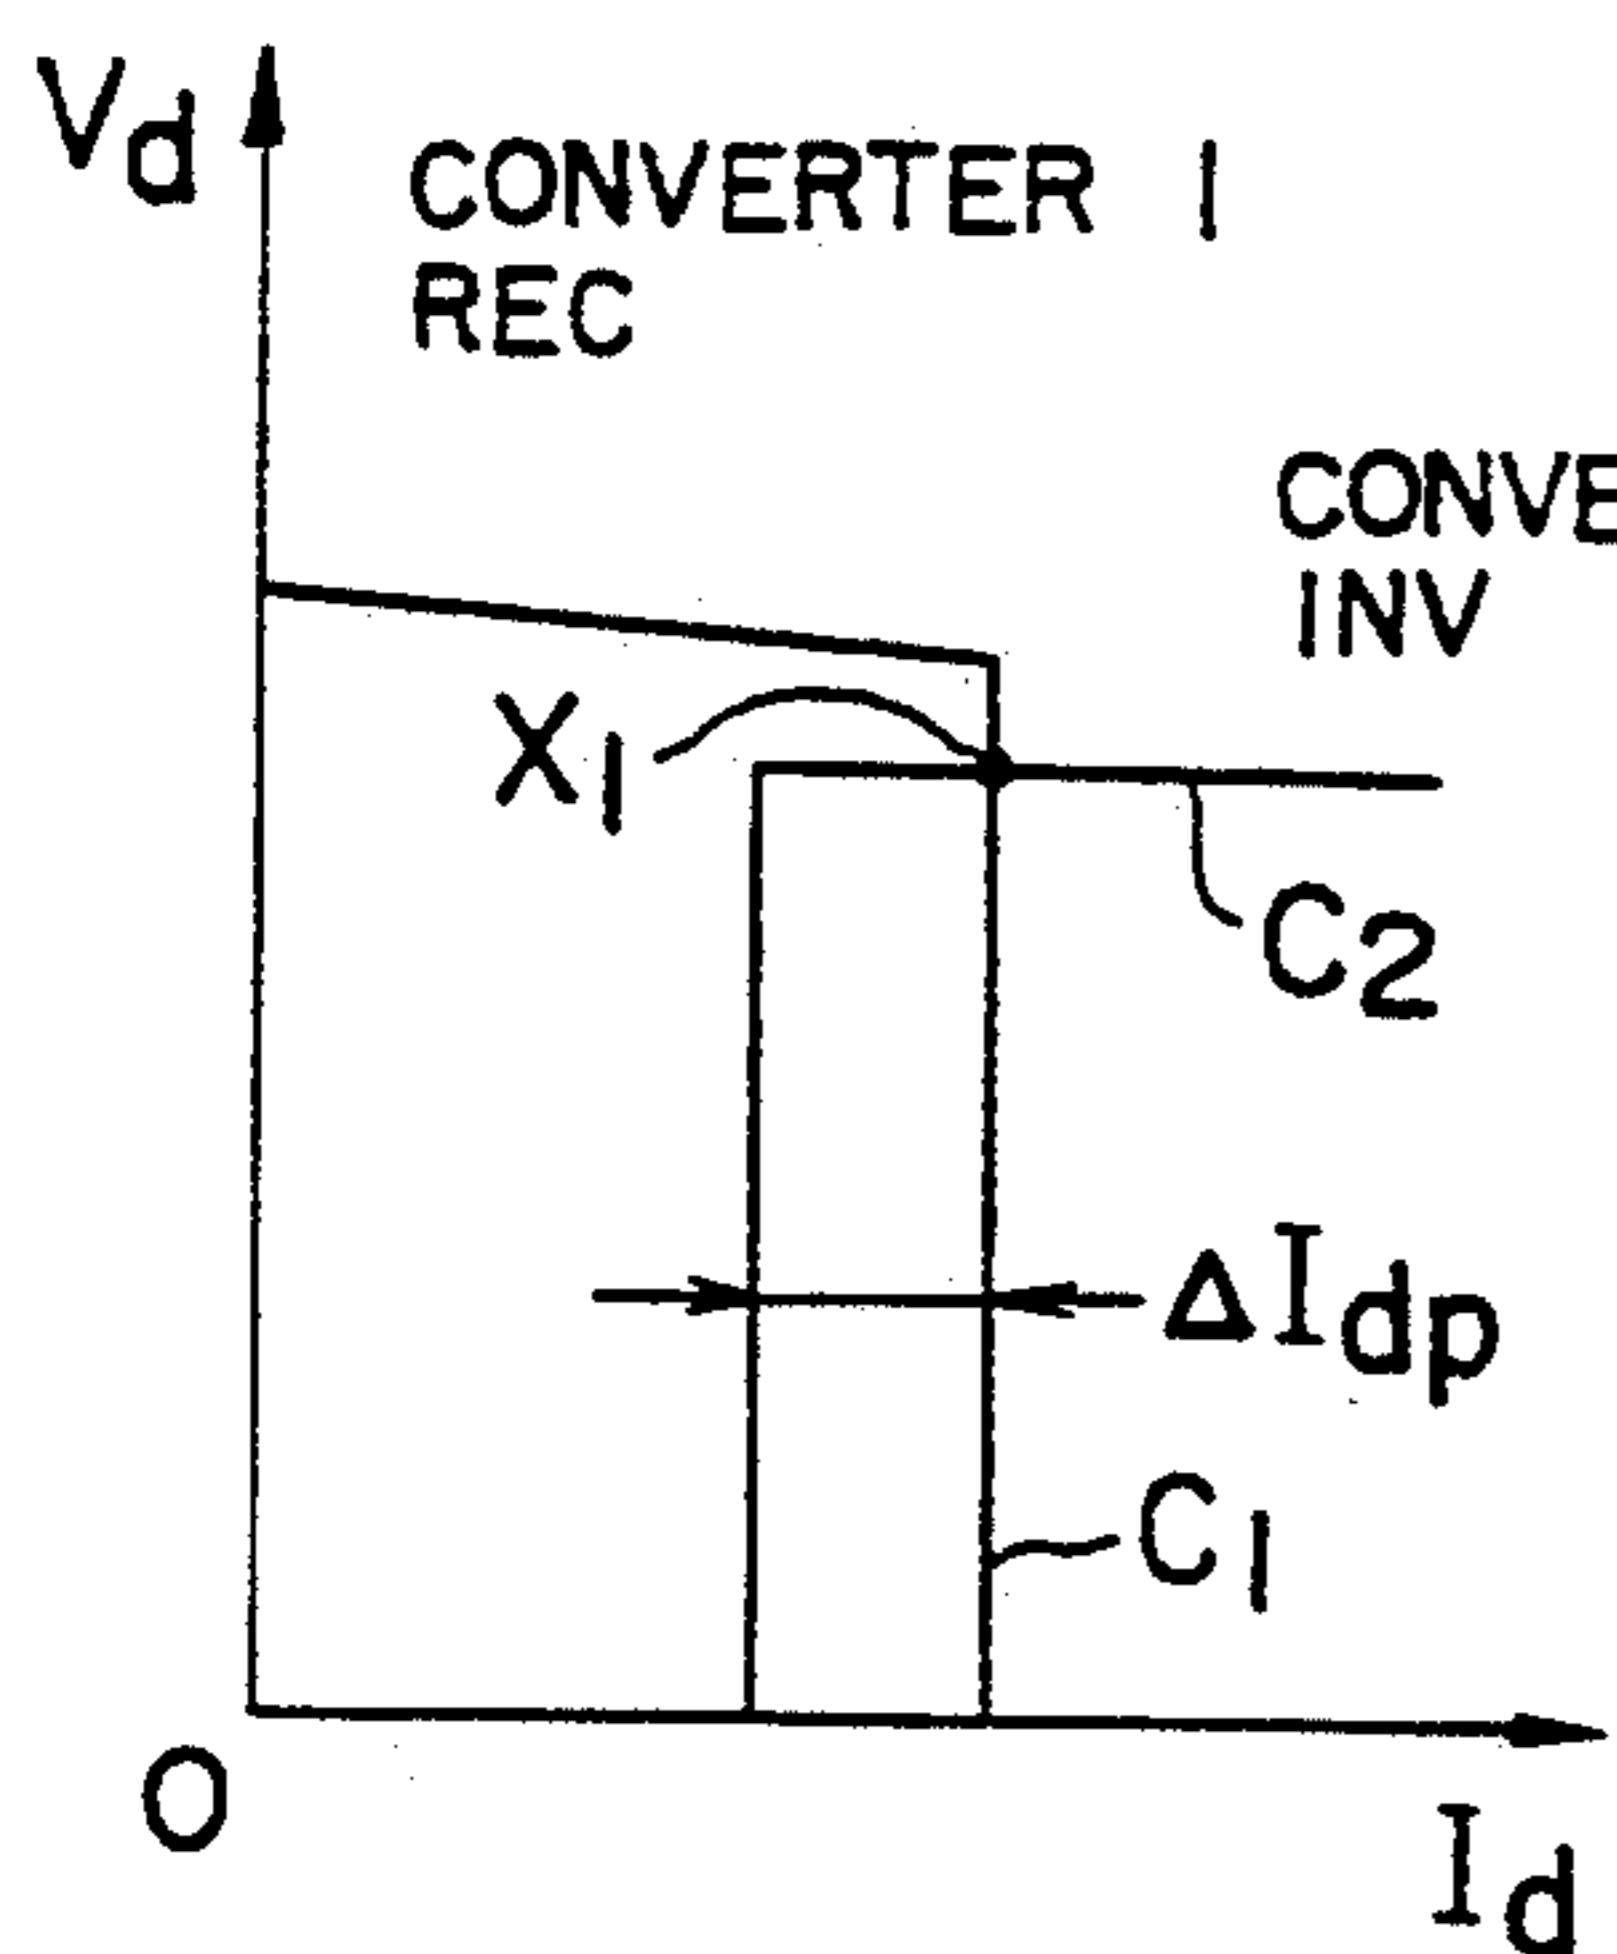 Vd
CONVERTER 1
REC
CONVE
INV
X1
C2
ΔIdp
C1
O
Id